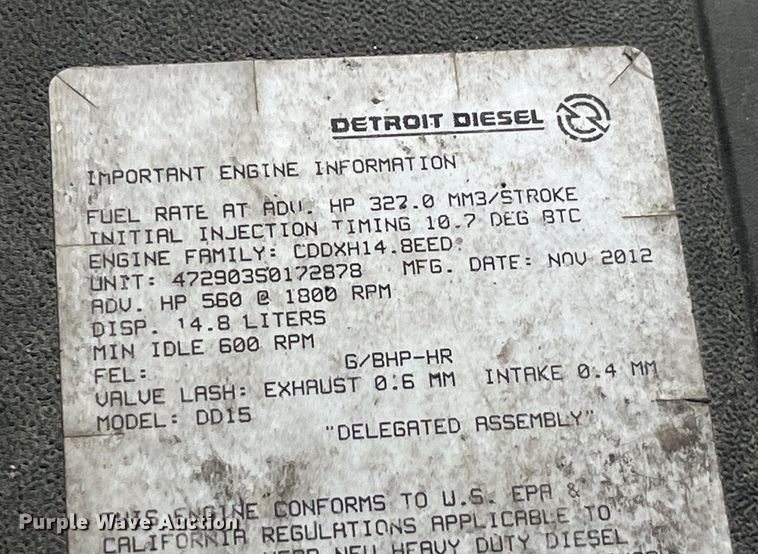 DETROIT DIESEL
IMPORTANT ENGINE INFORMATION
FUEL RATE AT ADV. HP 327.0 MM3/STROKE
INITIAL INJECTION TIMING 10.7 DEG BTC
ENGINE FAMILY: CDDXH14.8EED
UNIT: 472903S0172878 MFG. DATE: NOV 2012
ADV. HP 560 @ 1800 RPM
DISP. 14.8 LITERS
MIN IDLE 600 RPM
FEL: G/BHP-HR
VALVE LASH: EXHAUST 0.6 MM INTAKE 0.4 MM
MODEL: DD15
"DELEGATED ASSEMBLY"
THIS ENGINE CONFORMS TO U.S. EPA &
CALIFORNIA REGULATIONS APPLICABLE TO
YEAR NEW HEAVY DUTY DIESEL
Purple Wave Auction